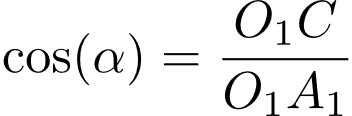 cos(α) = O₁C / O₁A₁